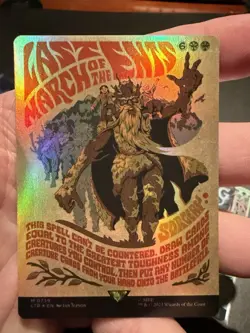 LAST
MARCH OF THE ENTS
6
SORCERY
THIS SPELL CAN'T BE COUNTERED. DRAW CARDS
EQUAL TO THE GREATEST TOUGHNESS AMONG
CREATURES YOU CONTROL, THEN PUT ANY NUMBER OF
CREATURE CARDS FROM YOUR HAND ONTO THE BATTLEFIELD.